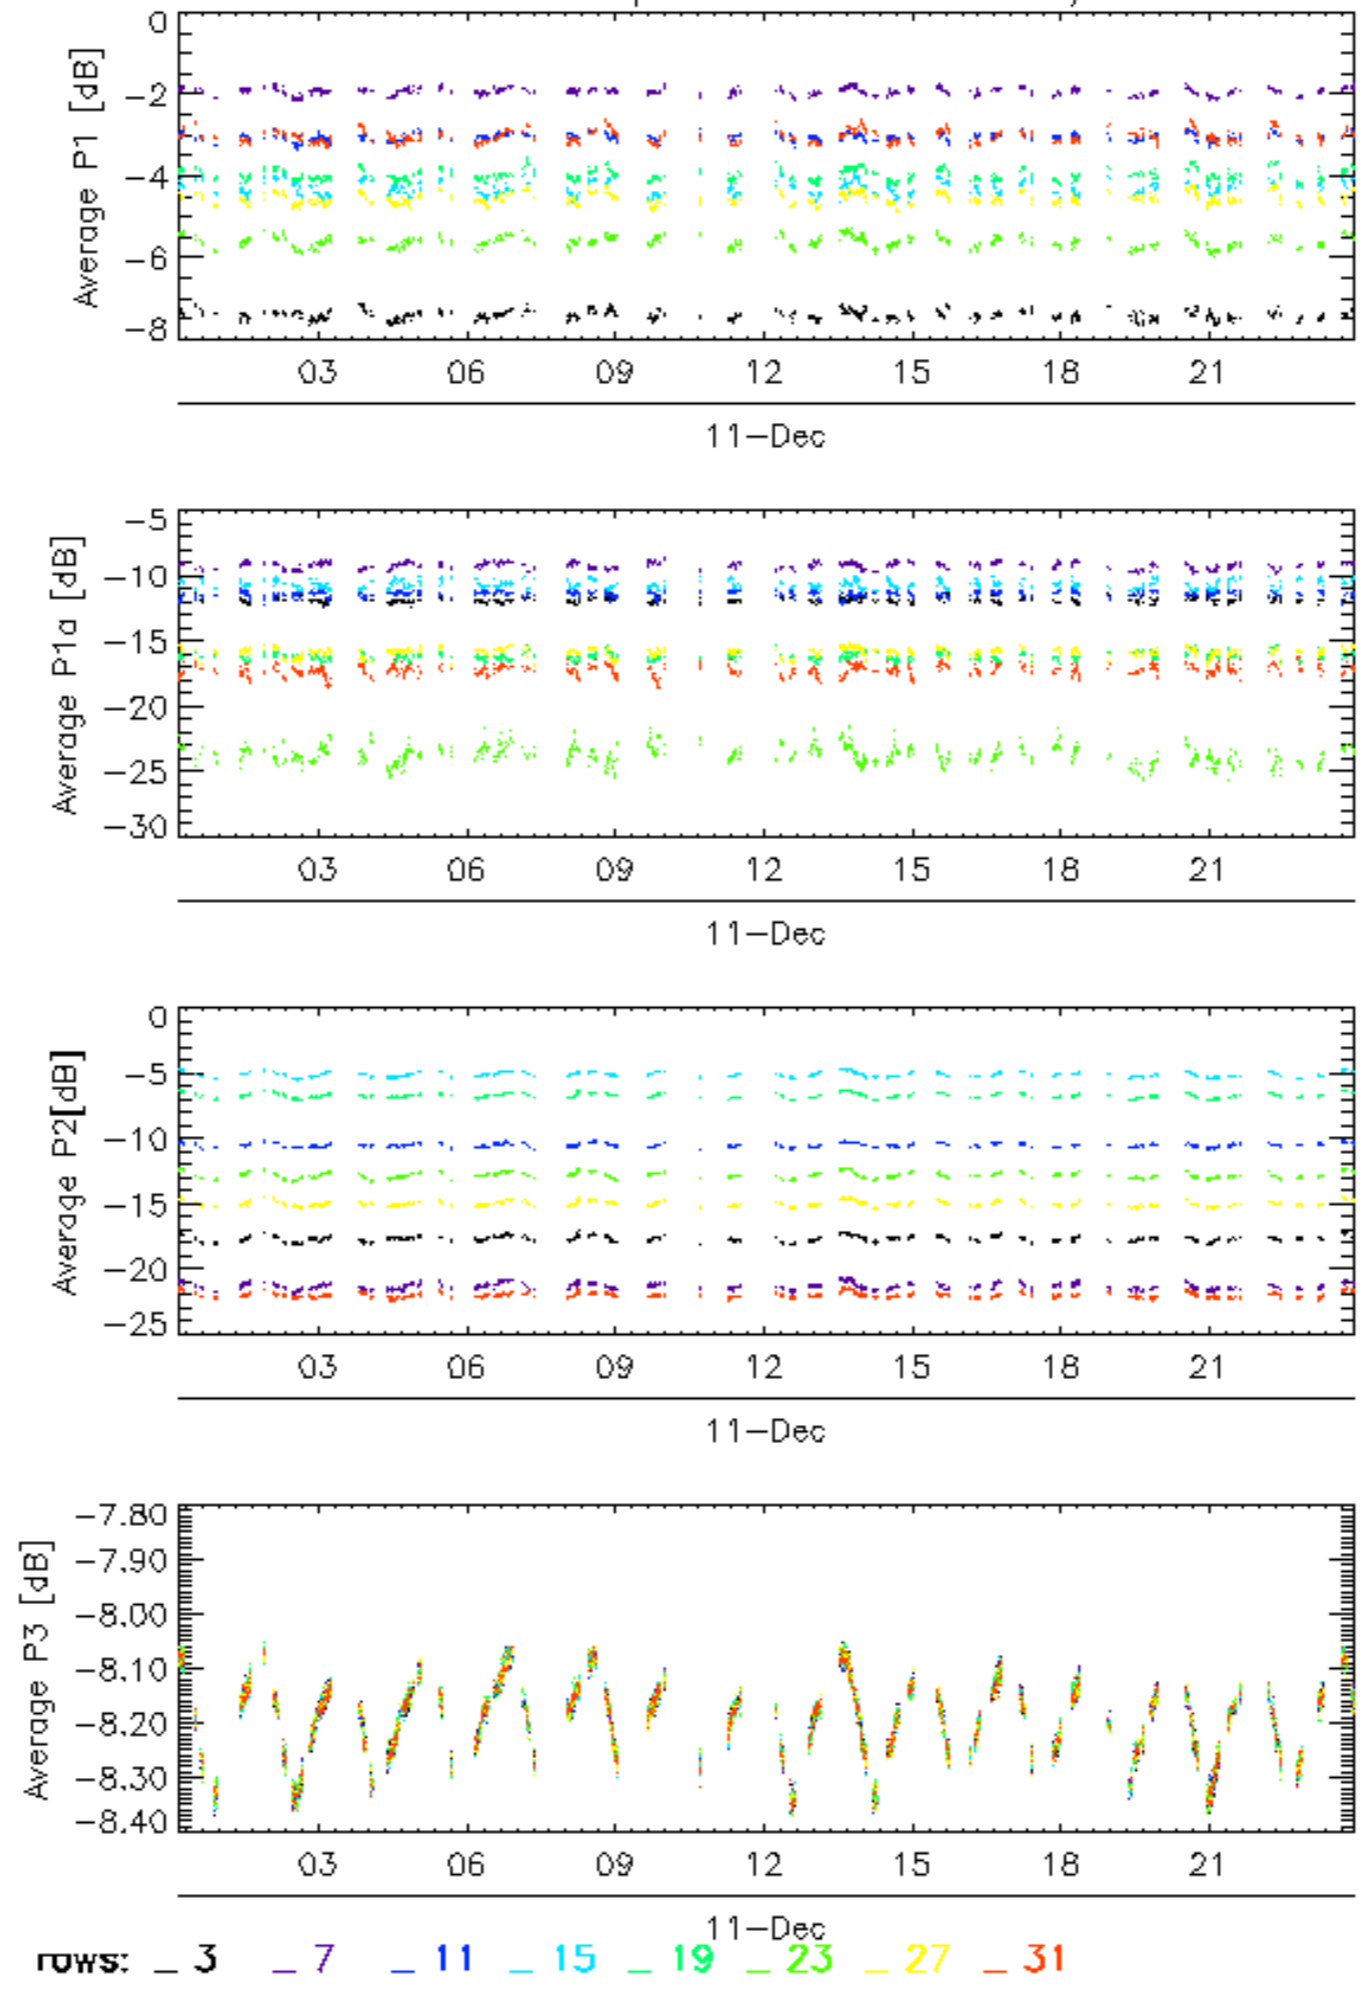 0
−2
−4
−6
−8
Average P1 [dB]
03 06 09 12 15 18 21
11−Dec
−5
−10
−15
−20
−25
−30
Average P1a [dB]
03 06 09 12 15 18 21
11−Dec
0
−5
−10
−15
−20
−25
Average P2[dB]
03 06 09 12 15 18 21
11−Dec
−7.80
−7.90
−8.00
−8.10
−8.20
−8.30
−8.40
Average P3 [dB]
03 06 09 12 15 18 21
11−Dec
rows: _ 3 _ 7 _ 11 _ 15 _ 19 _ 23 _ 27 _ 31